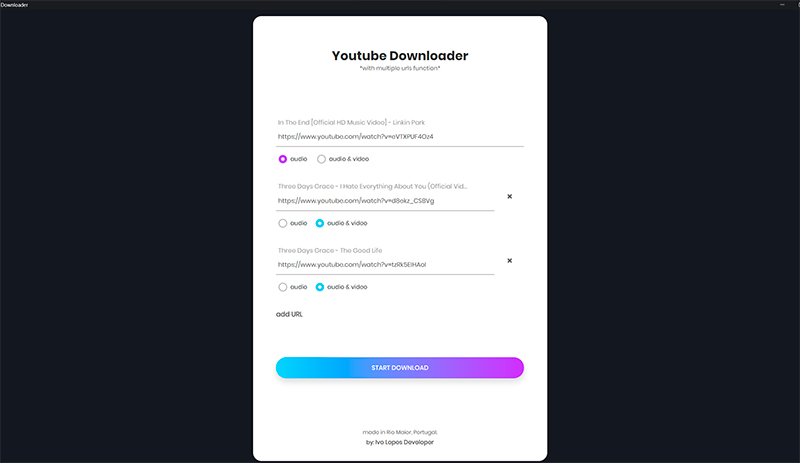 Downloader
Youtube Downloader
*with multiple urls function*
In The End [Official HD Music Video] - Linkin Park
https://www.youtube.com/watch?v=eVTXPUF4Oz4
audio audio & video
Three Days Grace - I Hate Everything About You (Official Vid...
https://www.youtube.com/watch?v=d8ekz_CSBVg
audio audio & video
Three Days Grace - The Good Life
https://www.youtube.com/watch?v=tzRk5EIHAoI
audio audio & video
add URL
START DOWNLOAD
made in Rio Maior, Portugal.
by: Ivo Lopes Developer